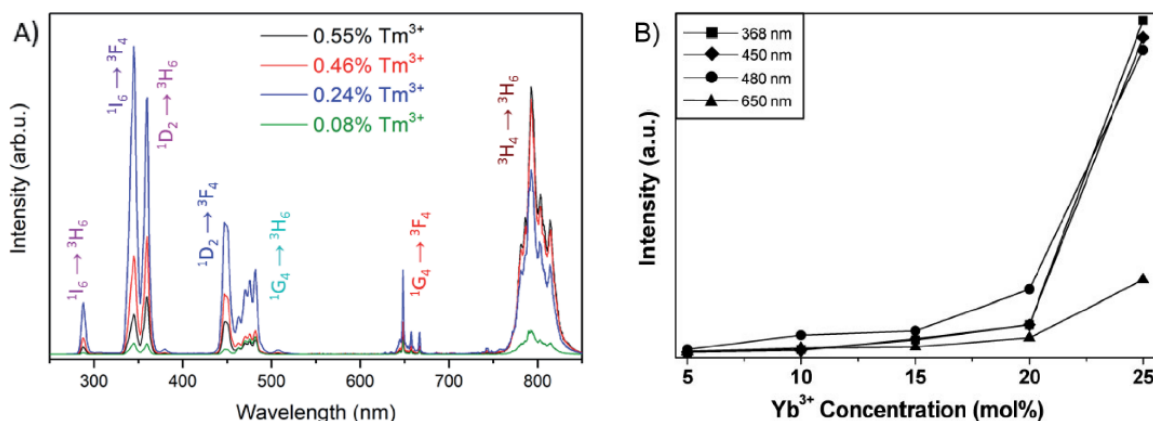 A)
0.55% Tm³⁺
0.46% Tm³⁺
0.24% Tm³⁺
0.08% Tm³⁺
¹I₆ → ³H₆
¹I₆ → ³F₄
¹D₂ → ³H₆
¹D₂ → ³F₄
¹G₄ → ³H₆
¹G₄ → ³F₄
³H₄ → ³H₆
Intensity (arb.u.)
300 400 500 600 700 800
Wavelength (nm)
B)
368 nm
450 nm
480 nm
650 nm
Intensity (a.u.)
5 10 15 20 25
Yb³⁺ Concentration (mol%)